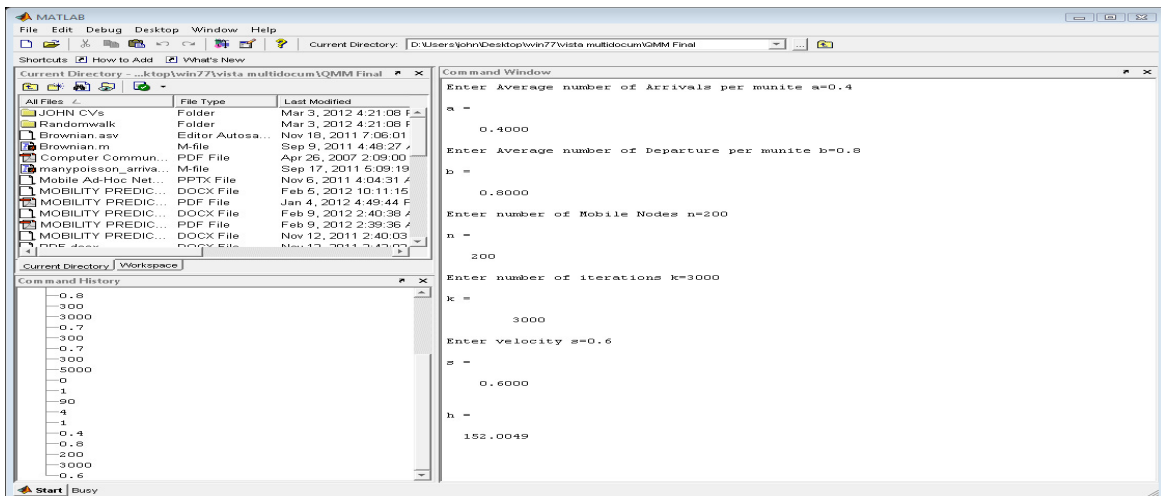 MATLAB
File Edit Debug Desktop Window Help
Current Directory: D:\Users\john\Desktop\win77\vista multidocum\QMM Final
Shortcuts How to Add What's New
Current Directory - ...ktop\win77\vista multidocum\QMM Final
All Files File Type Last Modified
JOHN CVs Folder Mar 3, 2012 4:21:08 P
Randomwalk Folder Mar 3, 2012 4:21:08 P
Brownian.asv Editor Autosa... Nov 18, 2011 7:06:01
Brownian.m M-file Sep 9, 2011 4:48:27
Computer Commun... PDF File Apr 26, 2007 2:09:00
manypoisson_arriva... M-file Sep 17, 2011 5:09:19
Mobile Ad-Hoc Net... PPTX File Nov 6, 2011 4:04:31
MOBILITY PREDIC... DOCX File Feb 5, 2012 10:11:15
MOBILITY PREDIC... PDF File Jan 4, 2012 4:49:44 P
MOBILITY PREDIC... DOCX File Feb 9, 2012 2:40:38
MOBILITY PREDIC... PDF File Feb 9, 2012 2:39:36
MOBILITY PREDIC... DOCX File Nov 12, 2011 2:40:03
Current Directory Workspace
Command History
0.8
300
3000
0.7
300
0.7
300
5000
0
1
90
4
1
0.4
0.8
200
3000
0.6
Command Window
Enter Average number of Arrivals per munite a=0.4
a =
0.4000
Enter Average number of Departure per munite b=0.8
b =
0.8000
Enter number of Mobile Nodes n=200
n =
200
Enter number of iterations k=3000
k =
3000
Enter velocity s=0.6
s =
0.6000
h =
152.0049
Start Busy